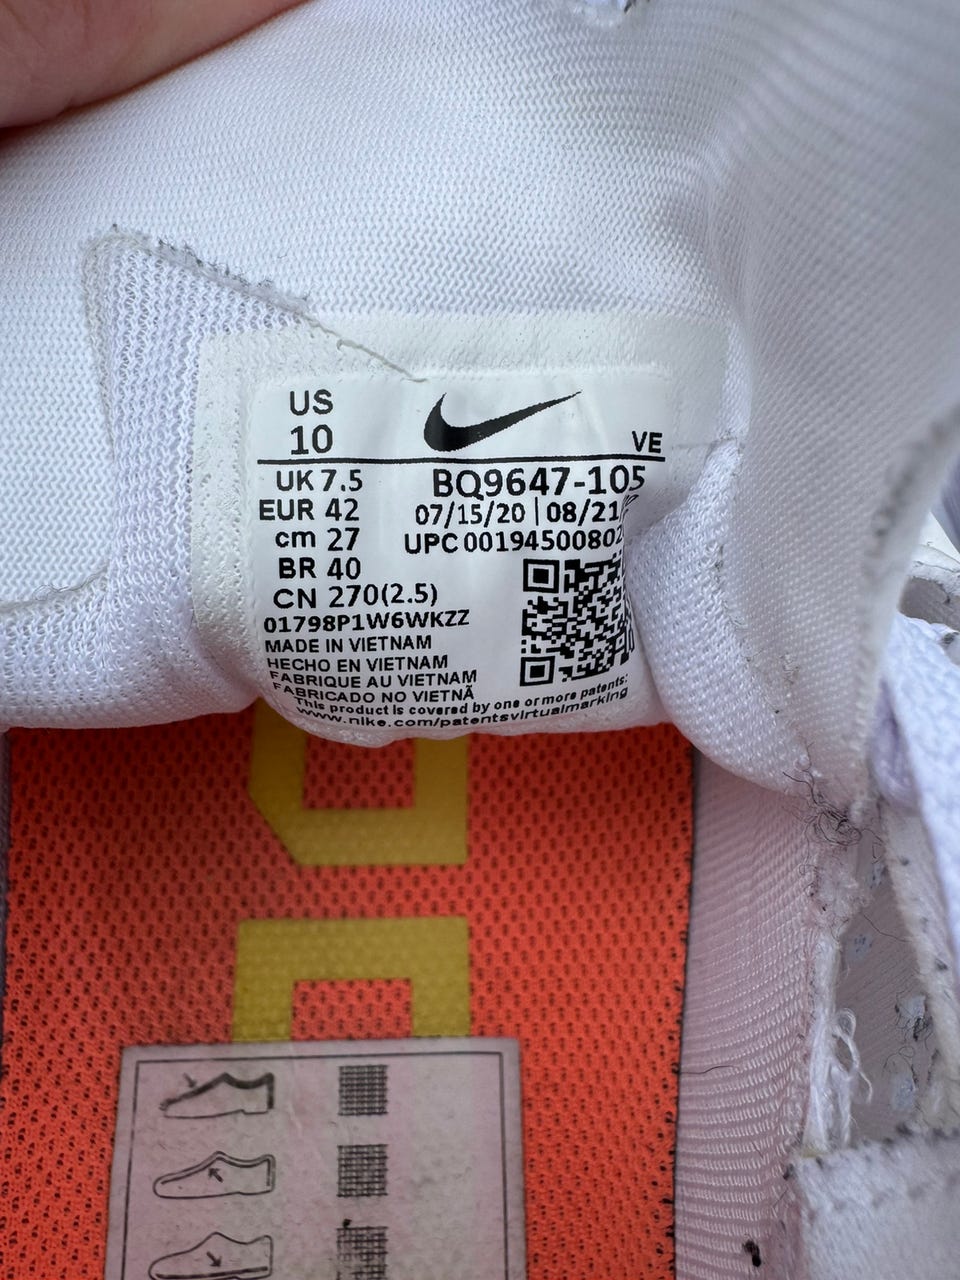 US
10
VE
UK 7.5
BQ9647-105
EUR 42
07/15/20 | 08/21/
cm 27
UPC 0019450080
BR 40
CN 270(2.5)
01798P1W6WKZZ
MADE IN VIETNAM
HECHO EN VIETNAM
FABRIQUE AU VIETNAM
FABRICADO NO VIETNÃ
This product is covered by one or more patents:
www.nike.com/patentsvirtualmarking